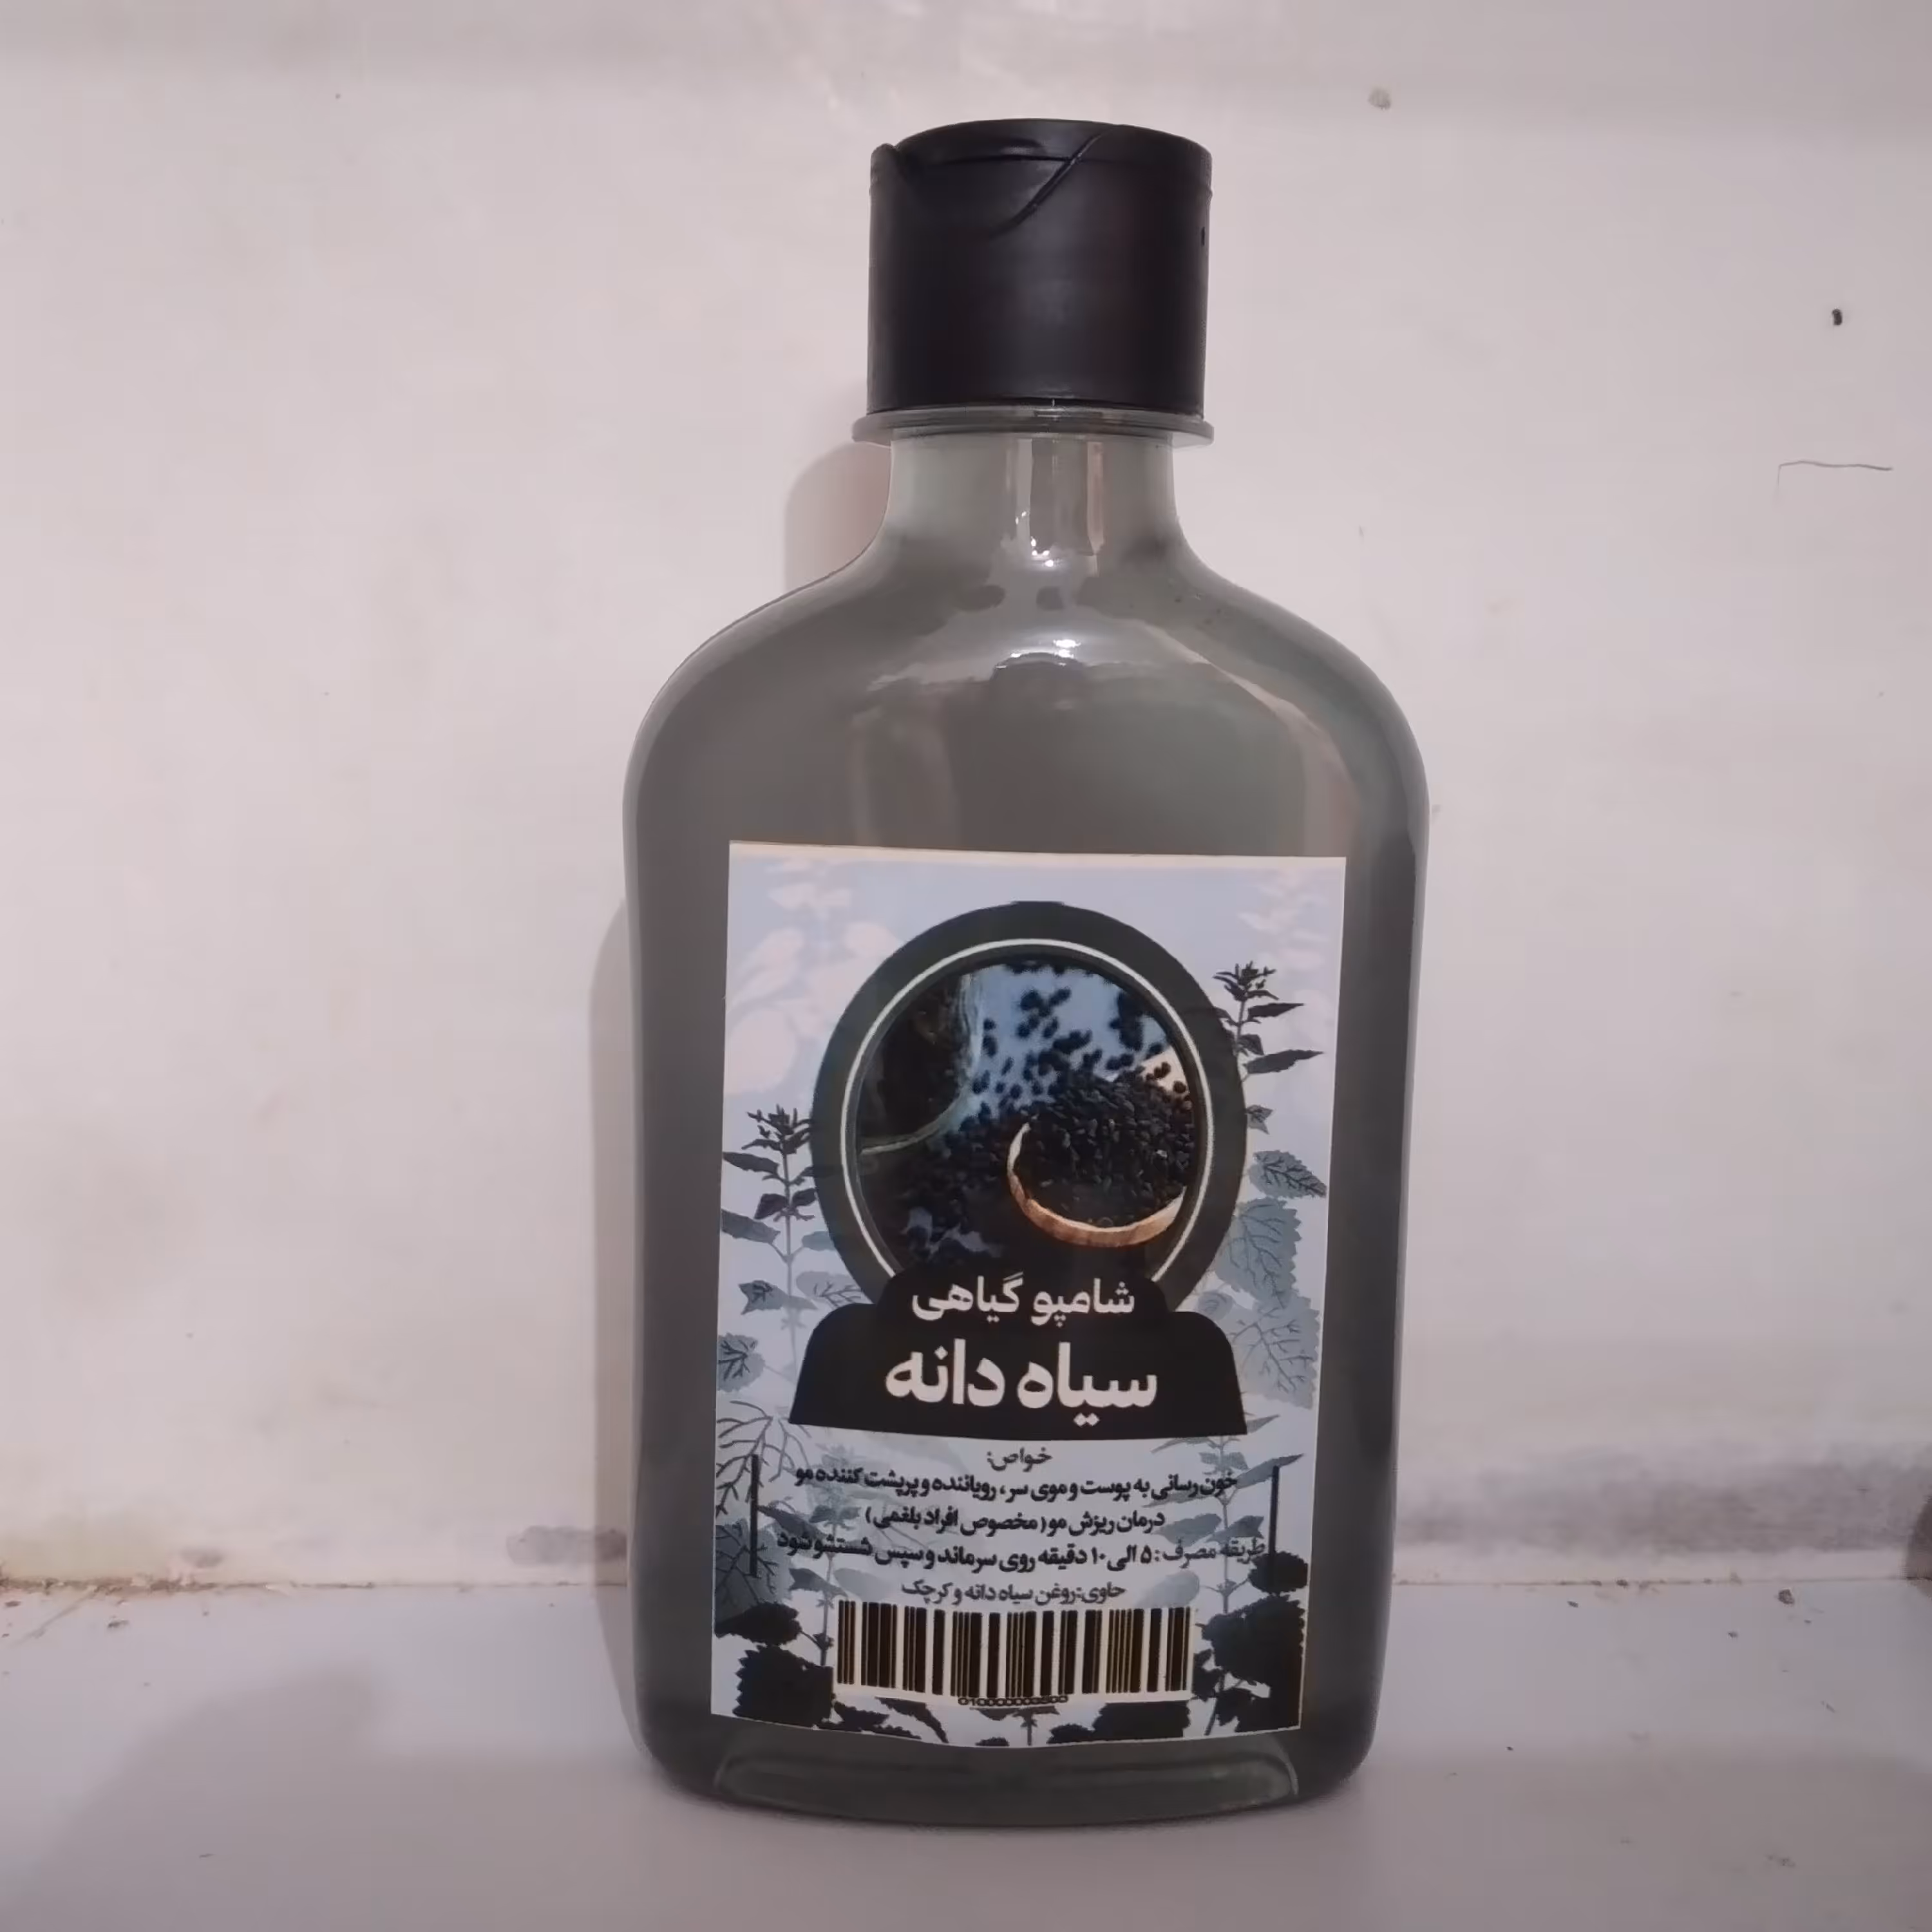 شامپو گیاهی
سیاه دانه
خواص:
خون رسانی به پوست و موی سر، رویاننده و پرپشت کننده مو
درمان ریزش مو (مخصوص افراد بلغمی)
طریقه مصرف: ۵ الی ۱۰ دقیقه روی سر ماند و سپس شستشو شود
حاوی: روغن سیاه دانه و کرچک